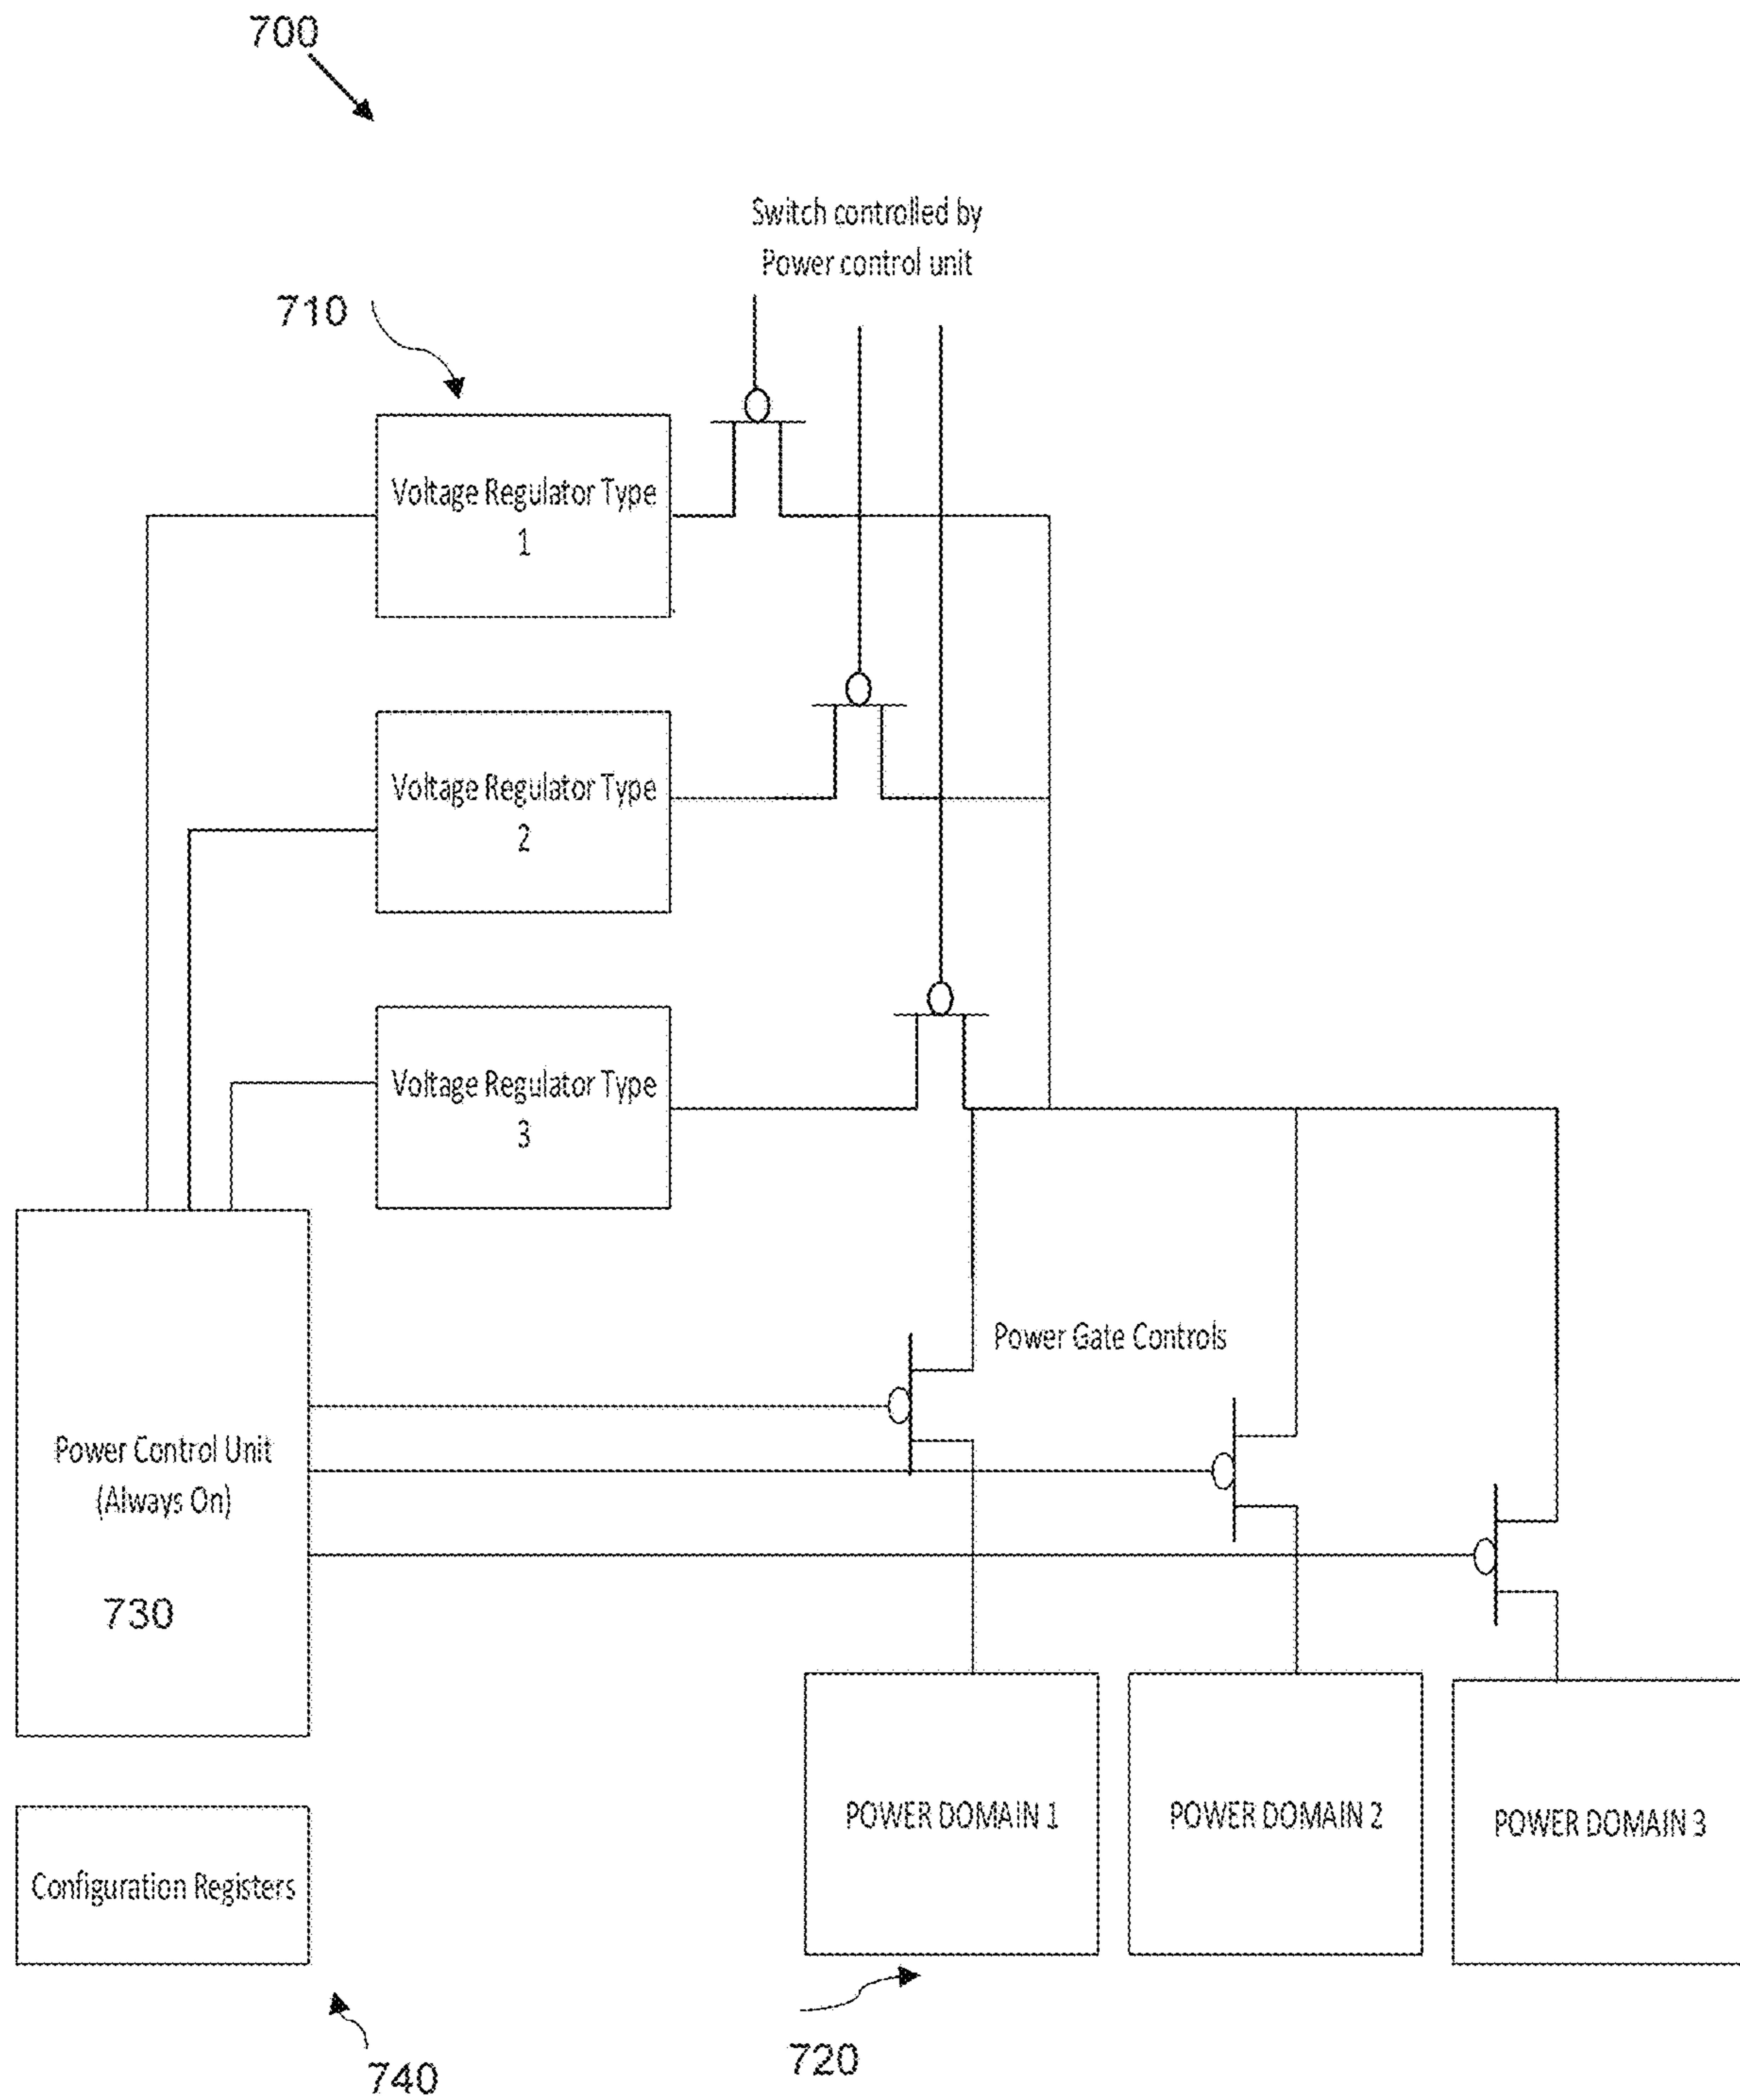 700
Switch controlled by
Power control unit
710
Voltage Regulator Type
1
Voltage Regulator Type
2
Voltage Regulator Type
3
Power Gate Controls
Power Control Unit
(Always On)
730
POWER DOMAIN 1
POWER DOMAIN 2
POWER DOMAIN 3
Configuration Registers
720
740